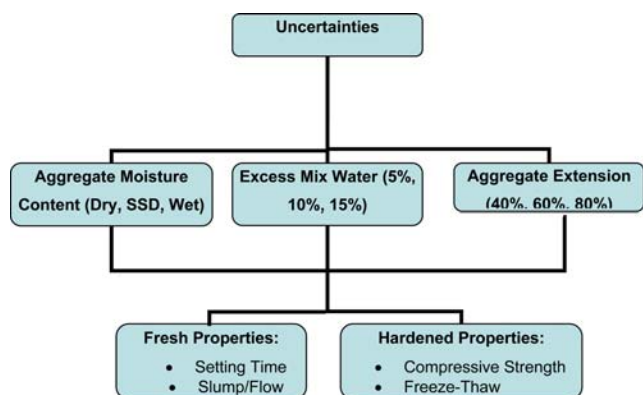 Uncertainties
Aggregate Moisture
Content (Dry, SSD, Wet)
Excess Mix Water (5%,
10%, 15%)
Aggregate Extension
(40%, 60%, 80%)
Fresh Properties:
• Setting Time
• Slump/Flow
Hardened Properties:
• Compressive Strength
• Freeze-Thaw